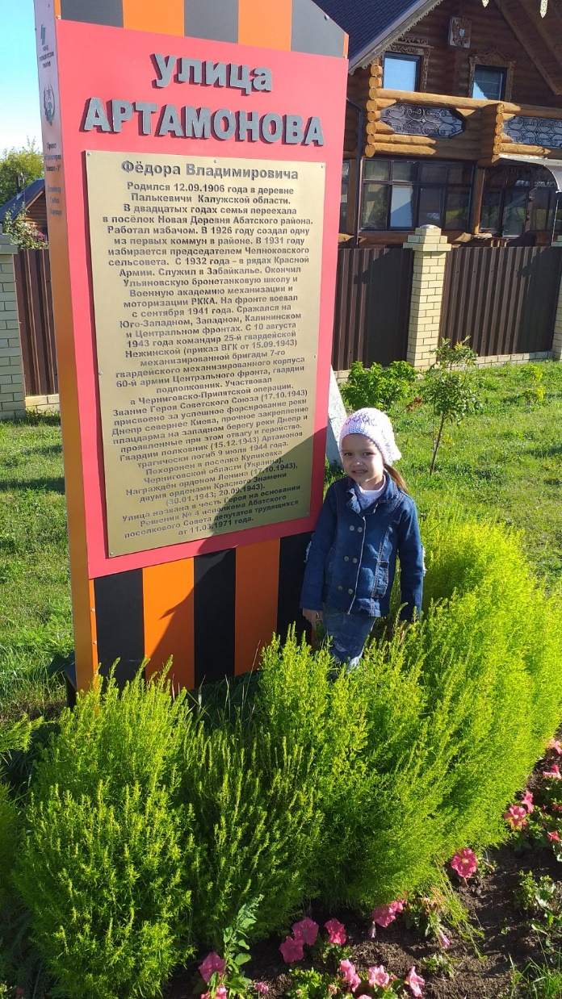 улица
АРТАМОНОВА
Фёдора Владимировича
Родился 12.09.1906 года в деревне
Палькевичи Калужской области.
В двадцатых годах семья переехала
в посёлок Новая Деревня Абатского района.
Работал избачом. В 1926 году создал одну
из первых коммун в районе. В 1931 году
избирается председателем Челноковского
сельсовета. С 1932 года – в рядах Красной
Армии. Служил в Забайкалье. Окончил
Ульяновскую бронетанковую школу и
Военную академию механизации и
моторизации РККА. На фронте воевал
с сентября 1941 года. Сражался на
Юго-Западном, Западном, Калининском
и Центральном фронтах. С 10 августа
1943 года командир 25-й гвардейской
Нежинской (приказ ВГК от 15.09.1943)
механизированной бригады 7-го
гвардейского механизированного корпуса
60-й армии Центрального фронта, гвардии
подполковник. Участвовал
в Черниговско-Припятской операции.
Звание Героя Советского Союза (17.10.1943)
присвоено за успешное форсирование реки
Днепр севернее Киева, прочное закрепление
плацдарма на западном берегу реки Днепр и
проявленные при этом отвагу и геройство.
Гвардии полковник (15.12.1943) Артамонов
трагически погиб 9 июля 1944 года.
Похоронен в поселке Куликовка
Черниговской области (Украина).
Награждён орденом Ленина (17.10.1943),
двумя орденами Красного Знамени
(30.01.1943; 20.09.1943).
Улица названа в честь Героя на основании
Решения № 4 исполкома Абатского
поселкового Совета депутатов трудящихся
от 11.03.1971 года.